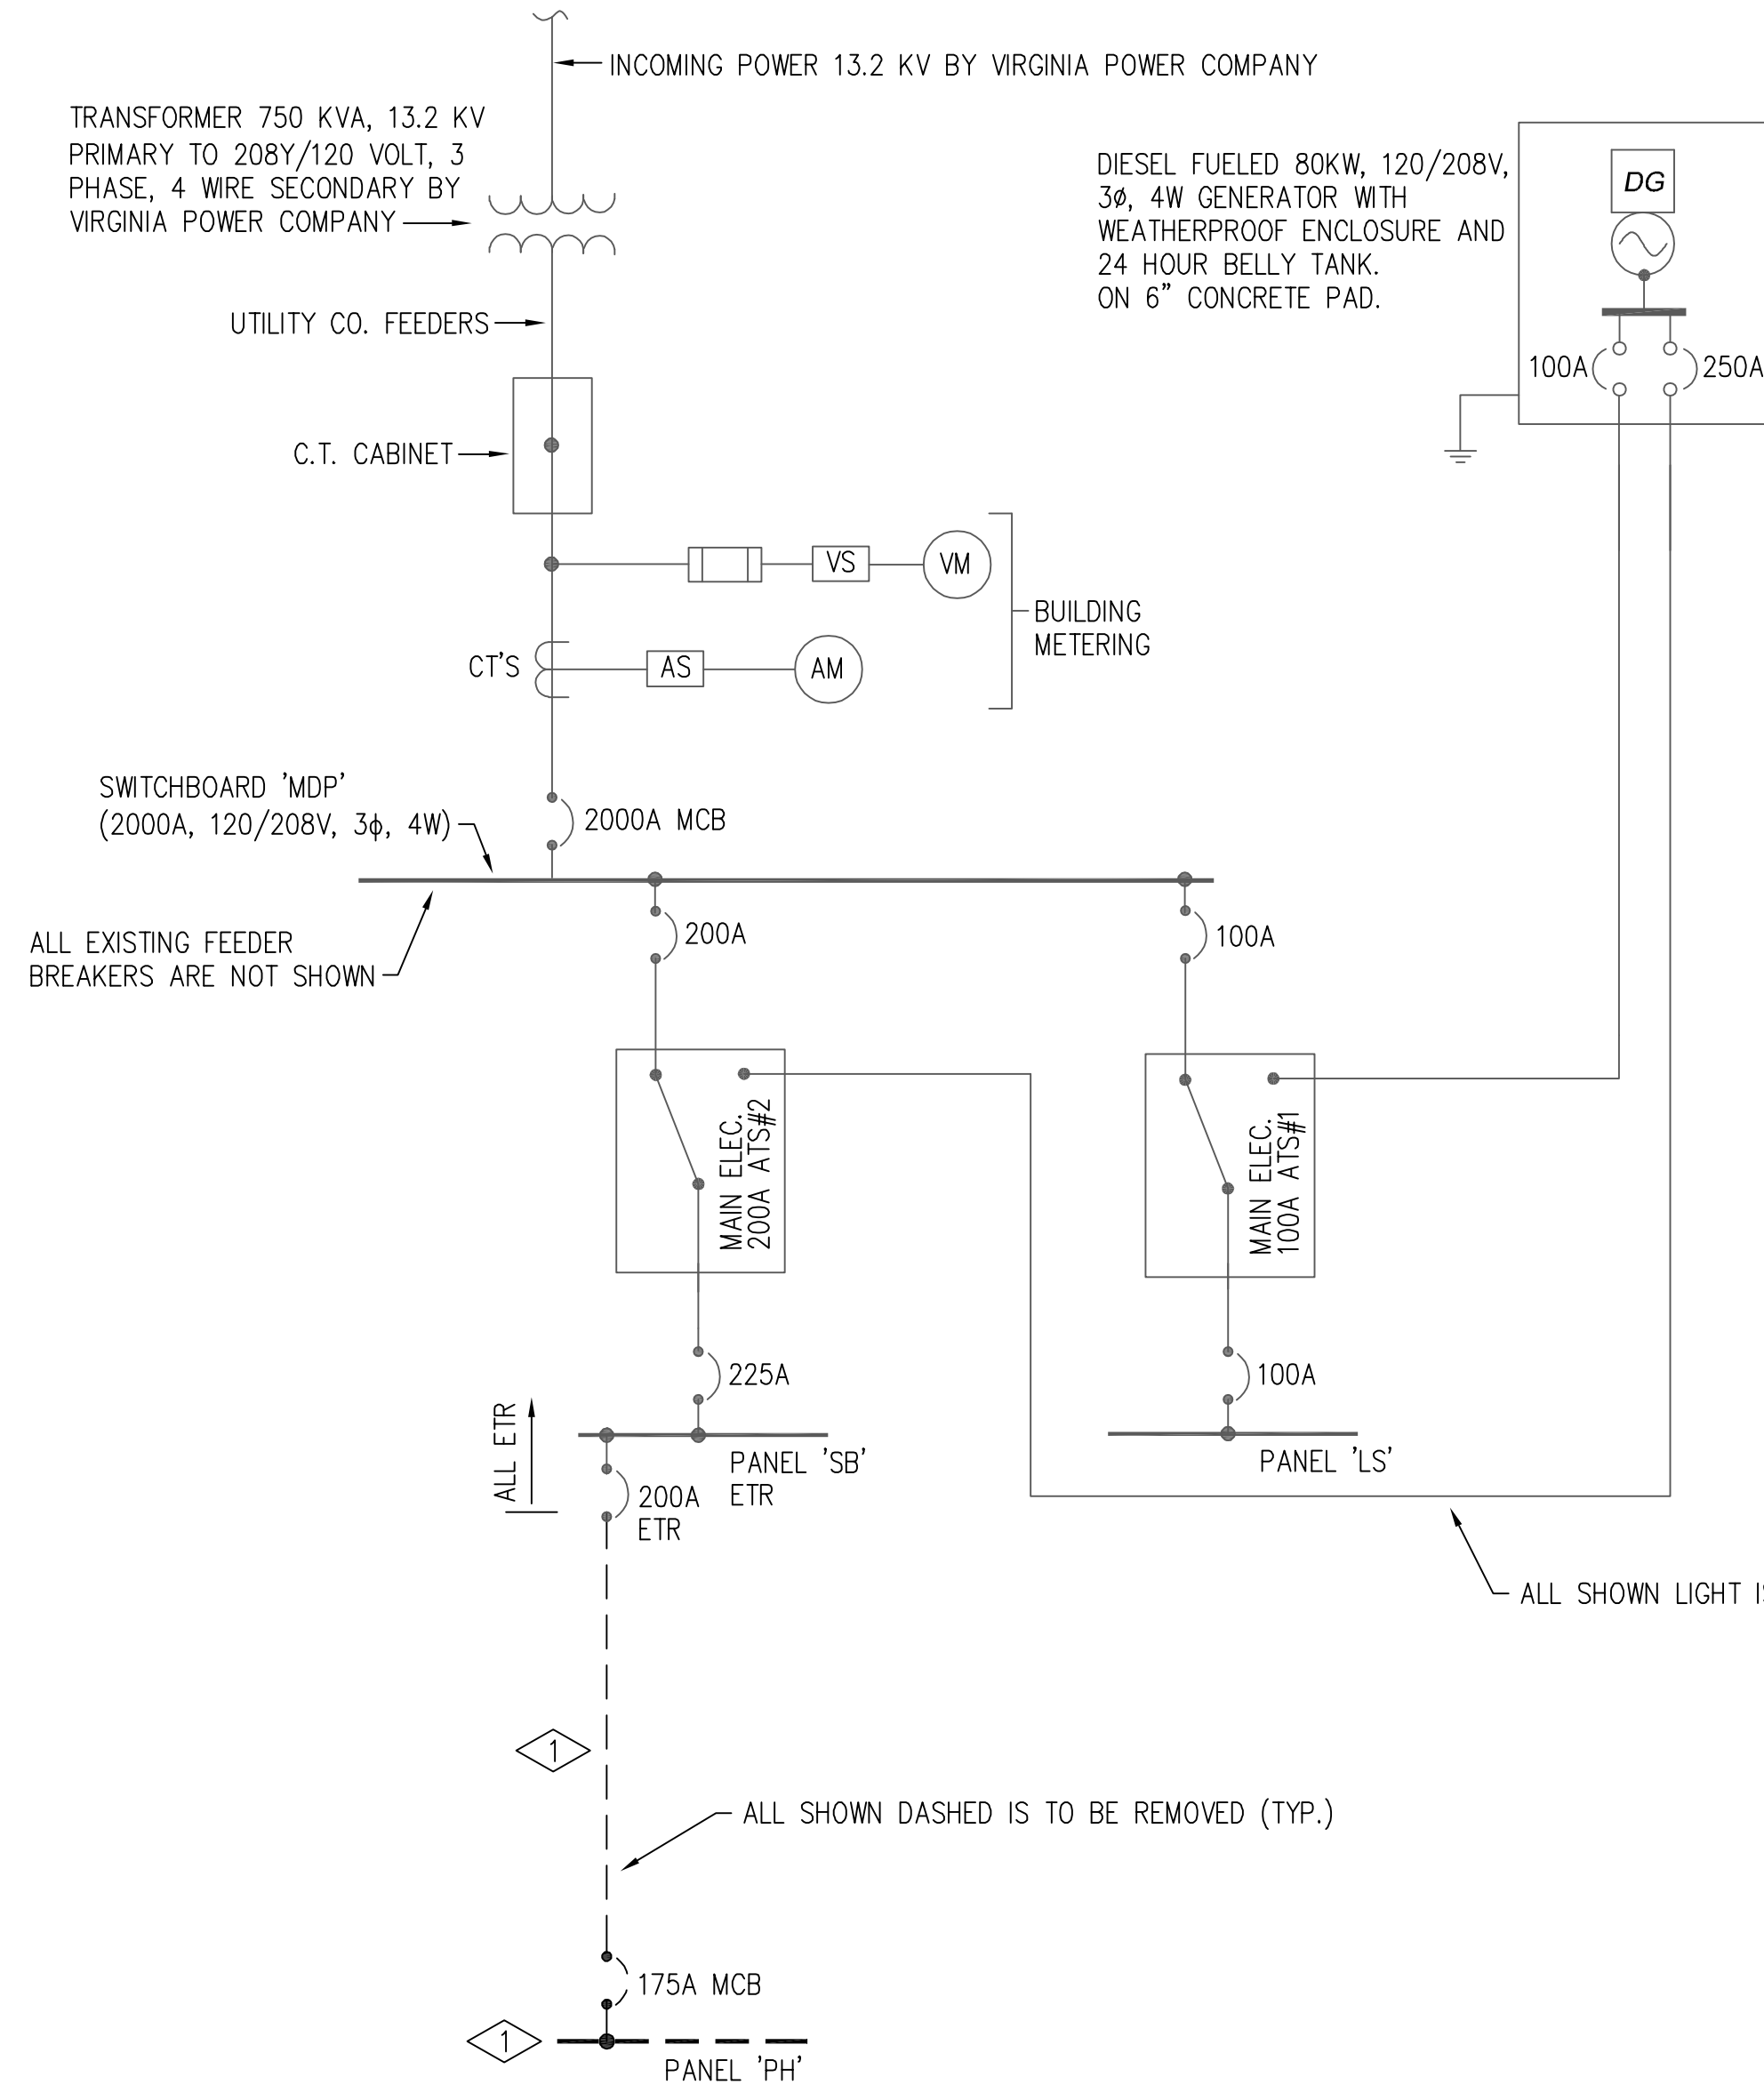 INCOMING POWER 13.2 KV BY VIRGINIA POWER COMPANY
TRANSFORMER 750 KVA, 13.2 KV
PRIMARY TO 208Y/120 VOLT, 3
PHASE, 4 WIRE SECONDARY BY
VIRGINIA POWER COMPANY
DIESEL FUELED 80KW, 120/208V,
3ø, 4W GENERATOR WITH
WEATHERPROOF ENCLOSURE AND
24 HOUR BELLY TANK.
ON 6" CONCRETE PAD.
DG
100A
250A
UTILITY CO. FEEDERS
C.T. CABINET
VS
VM
BUILDING
METERING
CT'S
AS
AM
SWITCHBOARD 'MDP'
(2000A, 120/208V, 3ϕ, 4W)
2000A MCB
ALL EXISTING FEEDER
BREAKERS ARE NOT SHOWN
200A
100A
MAIN ELEC.
200A ATS#2
MAIN ELEC.
100A ATS#1
225A
100A
ALL ETR
PANEL 'SB'
ETR
PANEL 'LS'
200A
ETR
ALL SHOWN LIGHT
1
ALL SHOWN DASHED IS TO BE REMOVED (TYP.)
175A MCB
1
PANEL 'PH'